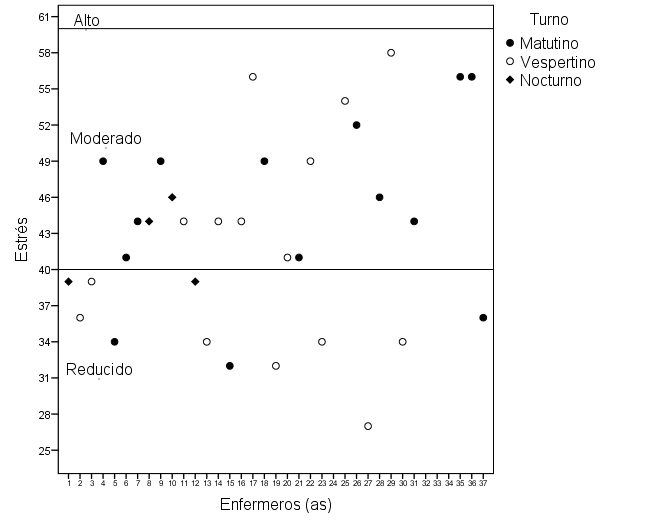 Turno
Matutino
Vespertino
Nocturno
Alto
Moderado
Reducido
Estrés
61
58
55
52
49
46
43
40
37
34
31
28
25
1 2 3 4 5 6 7 8 9 10 11 12 13 14 15 16 17 18 19 20 21 22 23 24 25 26 27 28 29 30 31 32 33 34 35 36 37
Enfermeros (as)